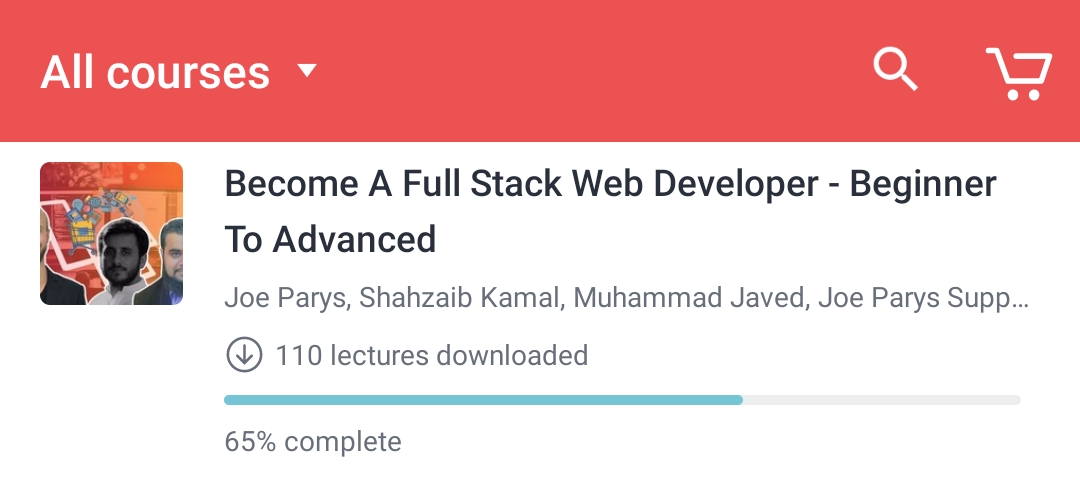 All courses
Become A Full Stack Web Developer - Beginner
To Advanced
Joe Parys, Shahzaib Kamal, Muhammad Javed, Joe Parys Supp...
110 lectures downloaded
65% complete